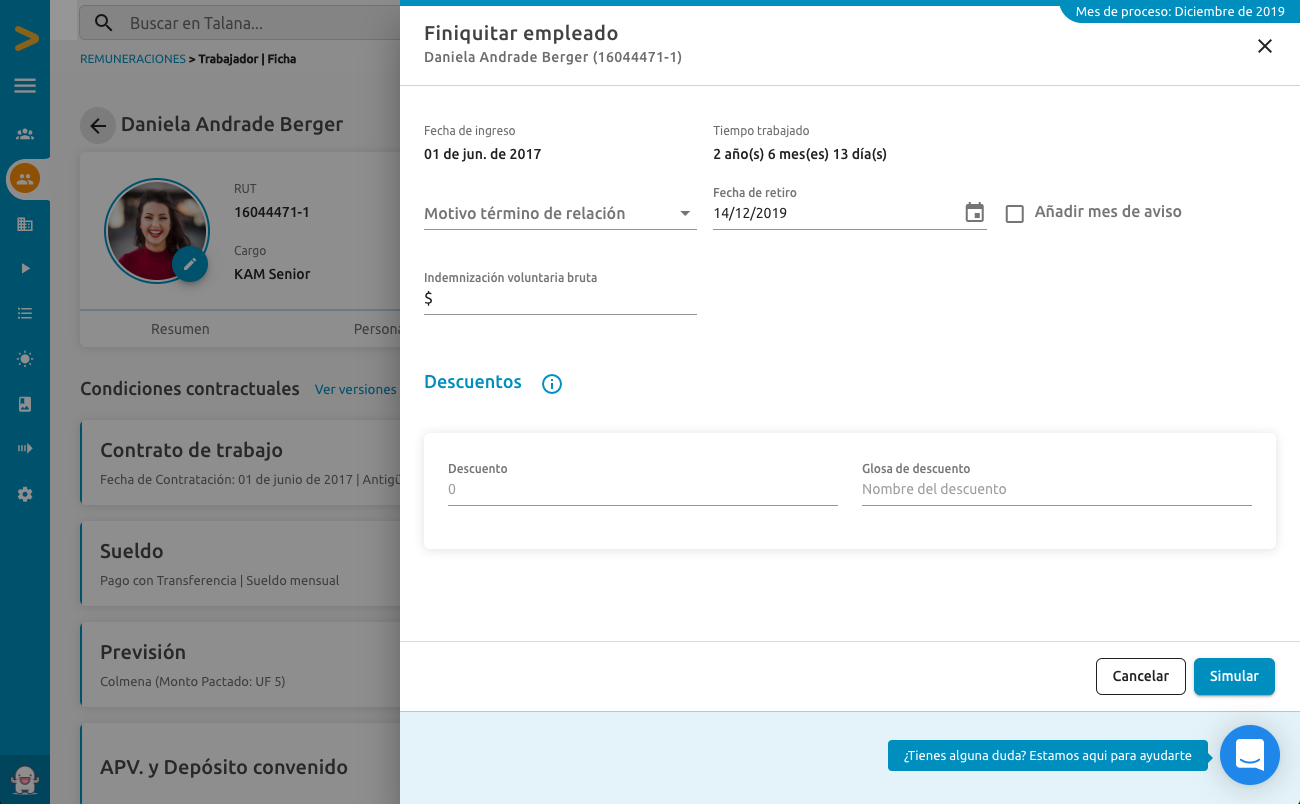 Buscar en Talana...
REMUNERACIONES > Trabajador | Ficha
Daniela Andrade Berger
RUT
16044471-1
Cargo
KAM Senior
Resumen
Persona
Condiciones contractuales
Ver versiones
Contrato de trabajo
Fecha de Contratación: 01 de junio de 2017 | Antigü
Sueldo
Pago con Transferencia | Sueldo mensual
Previsión
Colmena (Monto Pactado: UF 5)
APV. y Depósito convenido
Mes de proceso: Diciembre de 2019
Finiquitar empleado
Daniela Andrade Berger (16044471-1)
Fecha de ingreso
01 de jun. de 2017
Tiempo trabajado
2 año(s) 6 mes(es) 13 día(s)
Motivo término de relación
Fecha de retiro
14/12/2019
Añadir mes de aviso
Indemnización voluntaria bruta
$
Descuentos
Descuento
0
Glosa de descuento
Nombre del descuento
Cancelar
Simular
¿Tienes alguna duda? Estamos aqui para ayudarte